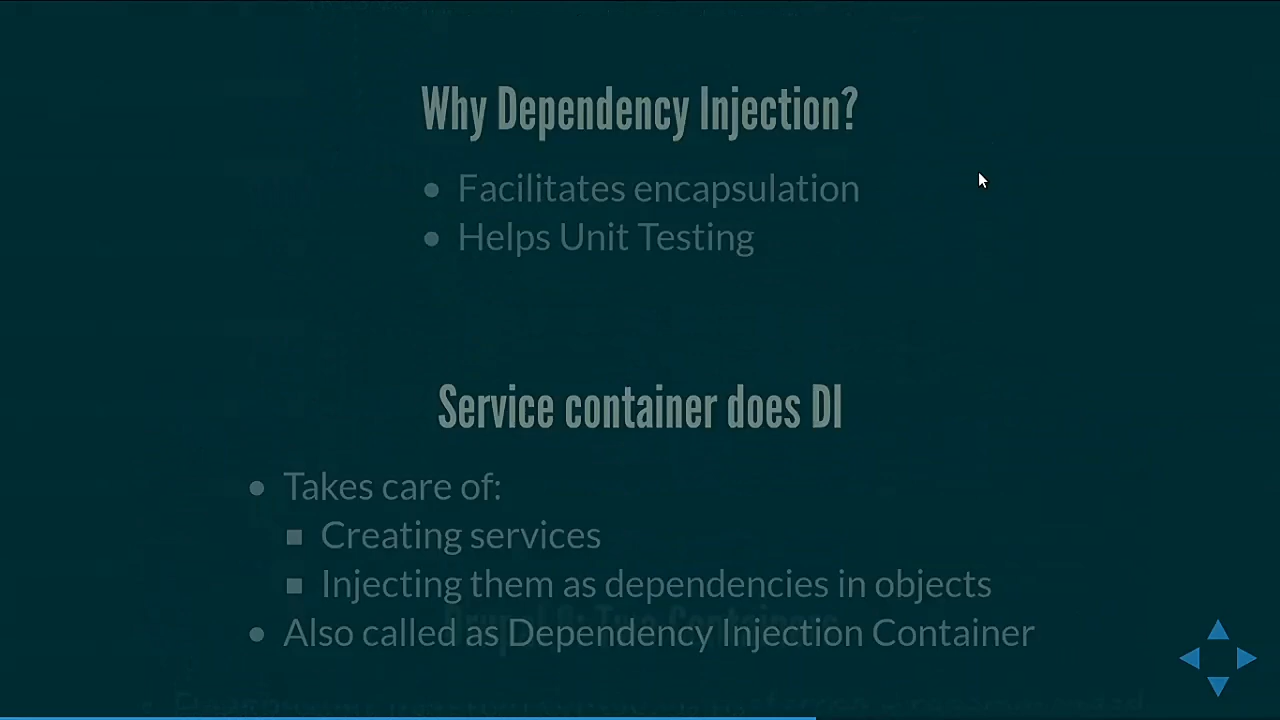 Why Dependency Injection?
Facilitates encapsulation
Helps Unit Testing
Service container does DI
Takes care of:
Creating services
Injecting them as dependencies in objects
Also called as Dependency Injection Container